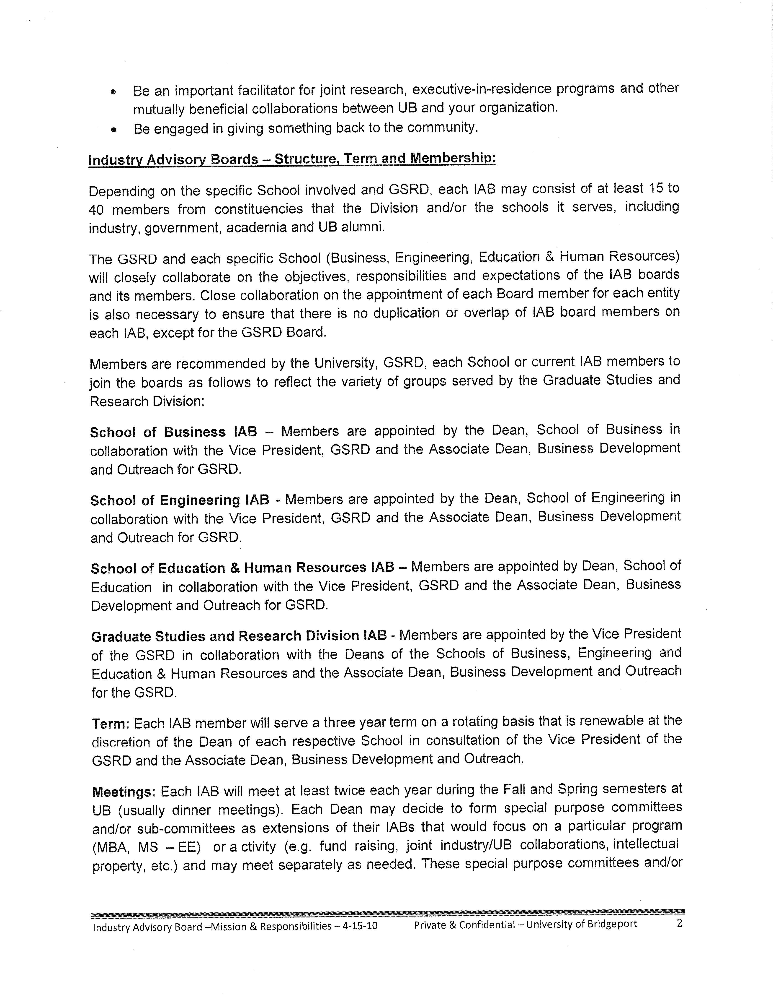 • Be an important facilitator for joint research, executive-in-residence programs and other
mutually beneficial collaborations between UB and your organization.
• Be engaged in giving something back to the community.
Industry Advisory Boards – Structure, Term and Membership:
Depending on the specific School involved and GSRD, each IAB may consist of at least 15 to
40 members from constituencies that the Division and/or the schools it serves, including
industry, government, academia and UB alumni.
The GSRD and each specific School (Business, Engineering, Education & Human Resources)
will closely collaborate on the objectives, responsibilities and expectations of the IAB boards
and its members. Close collaboration on the appointment of each Board member for each entity
is also necessary to ensure that there is no duplication or overlap of IAB board members on
each IAB, except for the GSRD Board.
Members are recommended by the University, GSRD, each School or current IAB members to
join the boards as follows to reflect the variety of groups served by the Graduate Studies and
Research Division:
School of Business IAB – Members are appointed by the Dean, School of Business in
collaboration with the Vice President, GSRD and the Associate Dean, Business Development
and Outreach for GSRD.
School of Engineering IAB - Members are appointed by the Dean, School of Engineering in
collaboration with the Vice President, GSRD and the Associate Dean, Business Development
and Outreach for GSRD.
School of Education & Human Resources IAB – Members are appointed by Dean, School of
Education in collaboration with the Vice President, GSRD and the Associate Dean, Business
Development and Outreach for GSRD.
Graduate Studies and Research Division IAB - Members are appointed by the Vice President
of the GSRD in collaboration with the Deans of the Schools of Business, Engineering and
Education & Human Resources and the Associate Dean, Business Development and Outreach
for the GSRD.
Term: Each IAB member will serve a three year term on a rotating basis that is renewable at the
discretion of the Dean of each respective School in consultation of the Vice President of the
GSRD and the Associate Dean, Business Development and Outreach.
Meetings: Each IAB will meet at least twice each year during the Fall and Spring semesters at
UB (usually dinner meetings). Each Dean may decide to form special purpose committees
and/or sub-committees as extensions of their IABs that would focus on a particular program
(MBA, MS – EE) or a ctivity (e.g. fund raising, joint industry/UB collaborations, intellectual
property, etc.) and may meet separately as needed. These special purpose committees and/or
Industry Advisory Board –Mission & Responsibilities – 4-15-10 Private & Confidential – University of Bridgeport 2